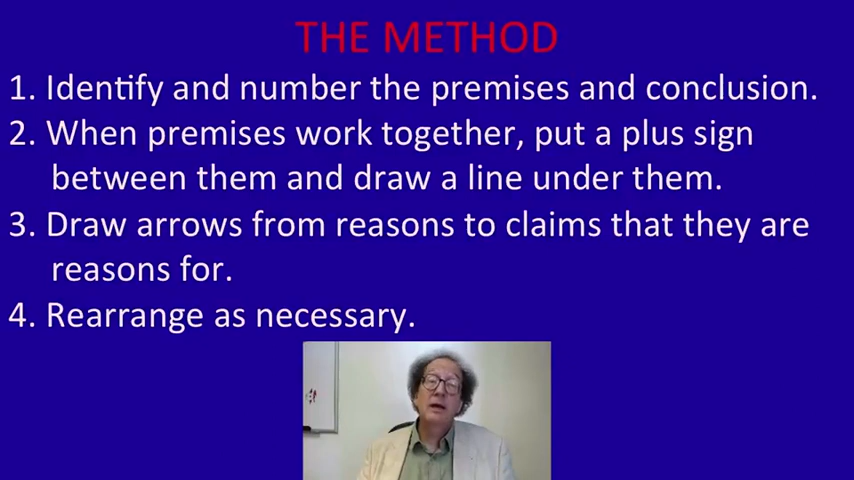 THE METHOD
1. Identify and number the premises and conclusion.
2. When premises work together, put a plus sign
between them and draw a line under them.
3. Draw arrows from reasons to claims that they are
reasons for.
4. Rearrange as necessary.